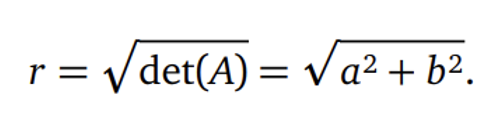 r = √det(A) = √a² + b².